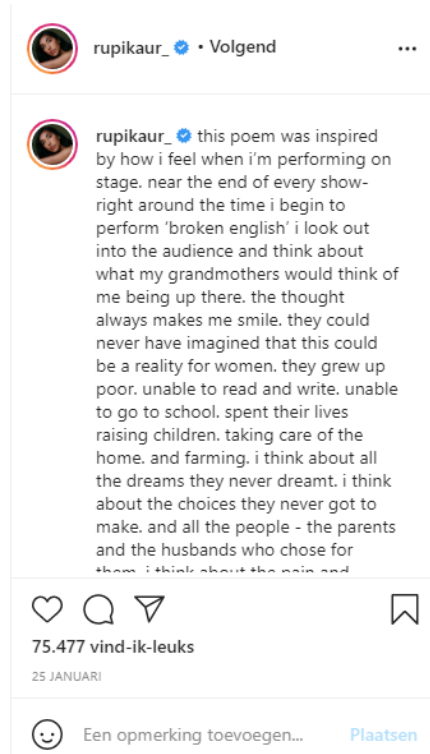 rupikaur_ • Volgend
rupikaur_ this poem was inspired
by how i feel when i'm performing on
stage. near the end of every show-
right around the time i begin to
perform 'broken english' i look out
into the audience and think about
what my grandmothers would think of
me being up there. the thought
always makes me smile. they could
never have imagined that this could
be a reality for women. they grew up
poor. unable to read and write. unable
to go to school. spent their lives
raising children. taking care of the
home. and farming. i think about all
the dreams they never dreamt. i think
about the choices they never got to
make. and all the people - the parents
and the husbands who chose for
them. i think about the pain and
75.477 vind-ik-leuks
25 JANUARI
Een opmerking toevoegen... Plaatsen